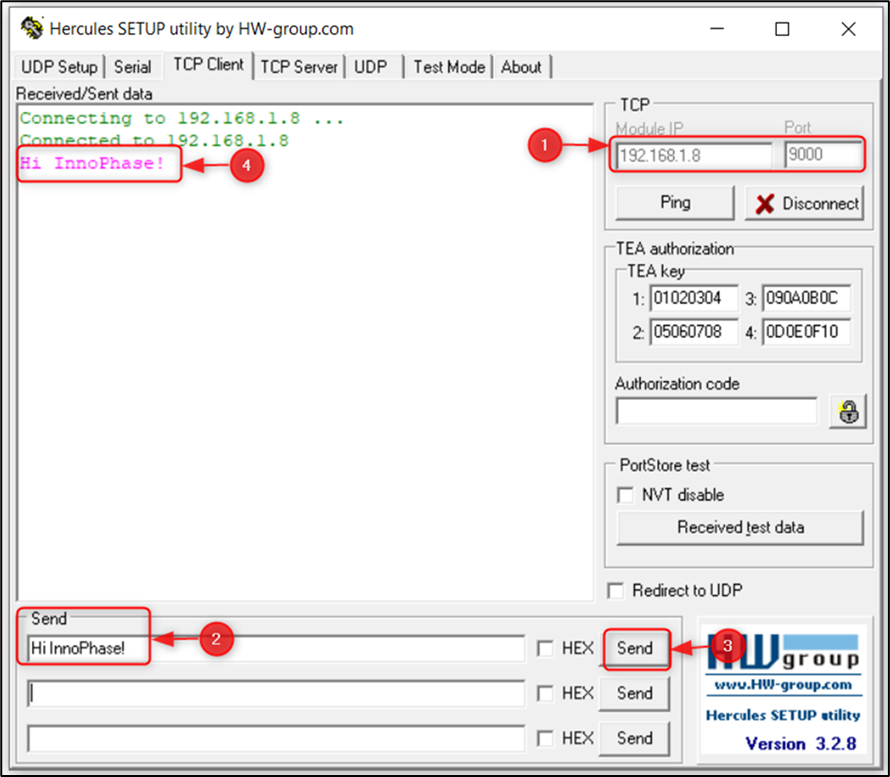 Hercules SETUP utility by HW-group.com
UDP Setup Serial TCP Client TCP Server UDP Test Mode About
Received/Sent data
Connecting to 192.168.1.8 ...
Connected to 192.168.1.8
Hi InnoPhase!
4
TCP
Module IP Port
1
192.168.1.8 9000
Ping Disconnect
TEA authorization
TEA key
1: 01020304 3: 090A0B0C
2: 05060708 4: 0D0E0F10
Authorization code
PortStore test
NVT disable
Received test data
Redirect to UDP
Send
2
Hi InnoPhase! HEX Send
3
HEX Send
HEX Send
HW group
www.HW-group.com
Hercules SETUP utility
Version 3.2.8